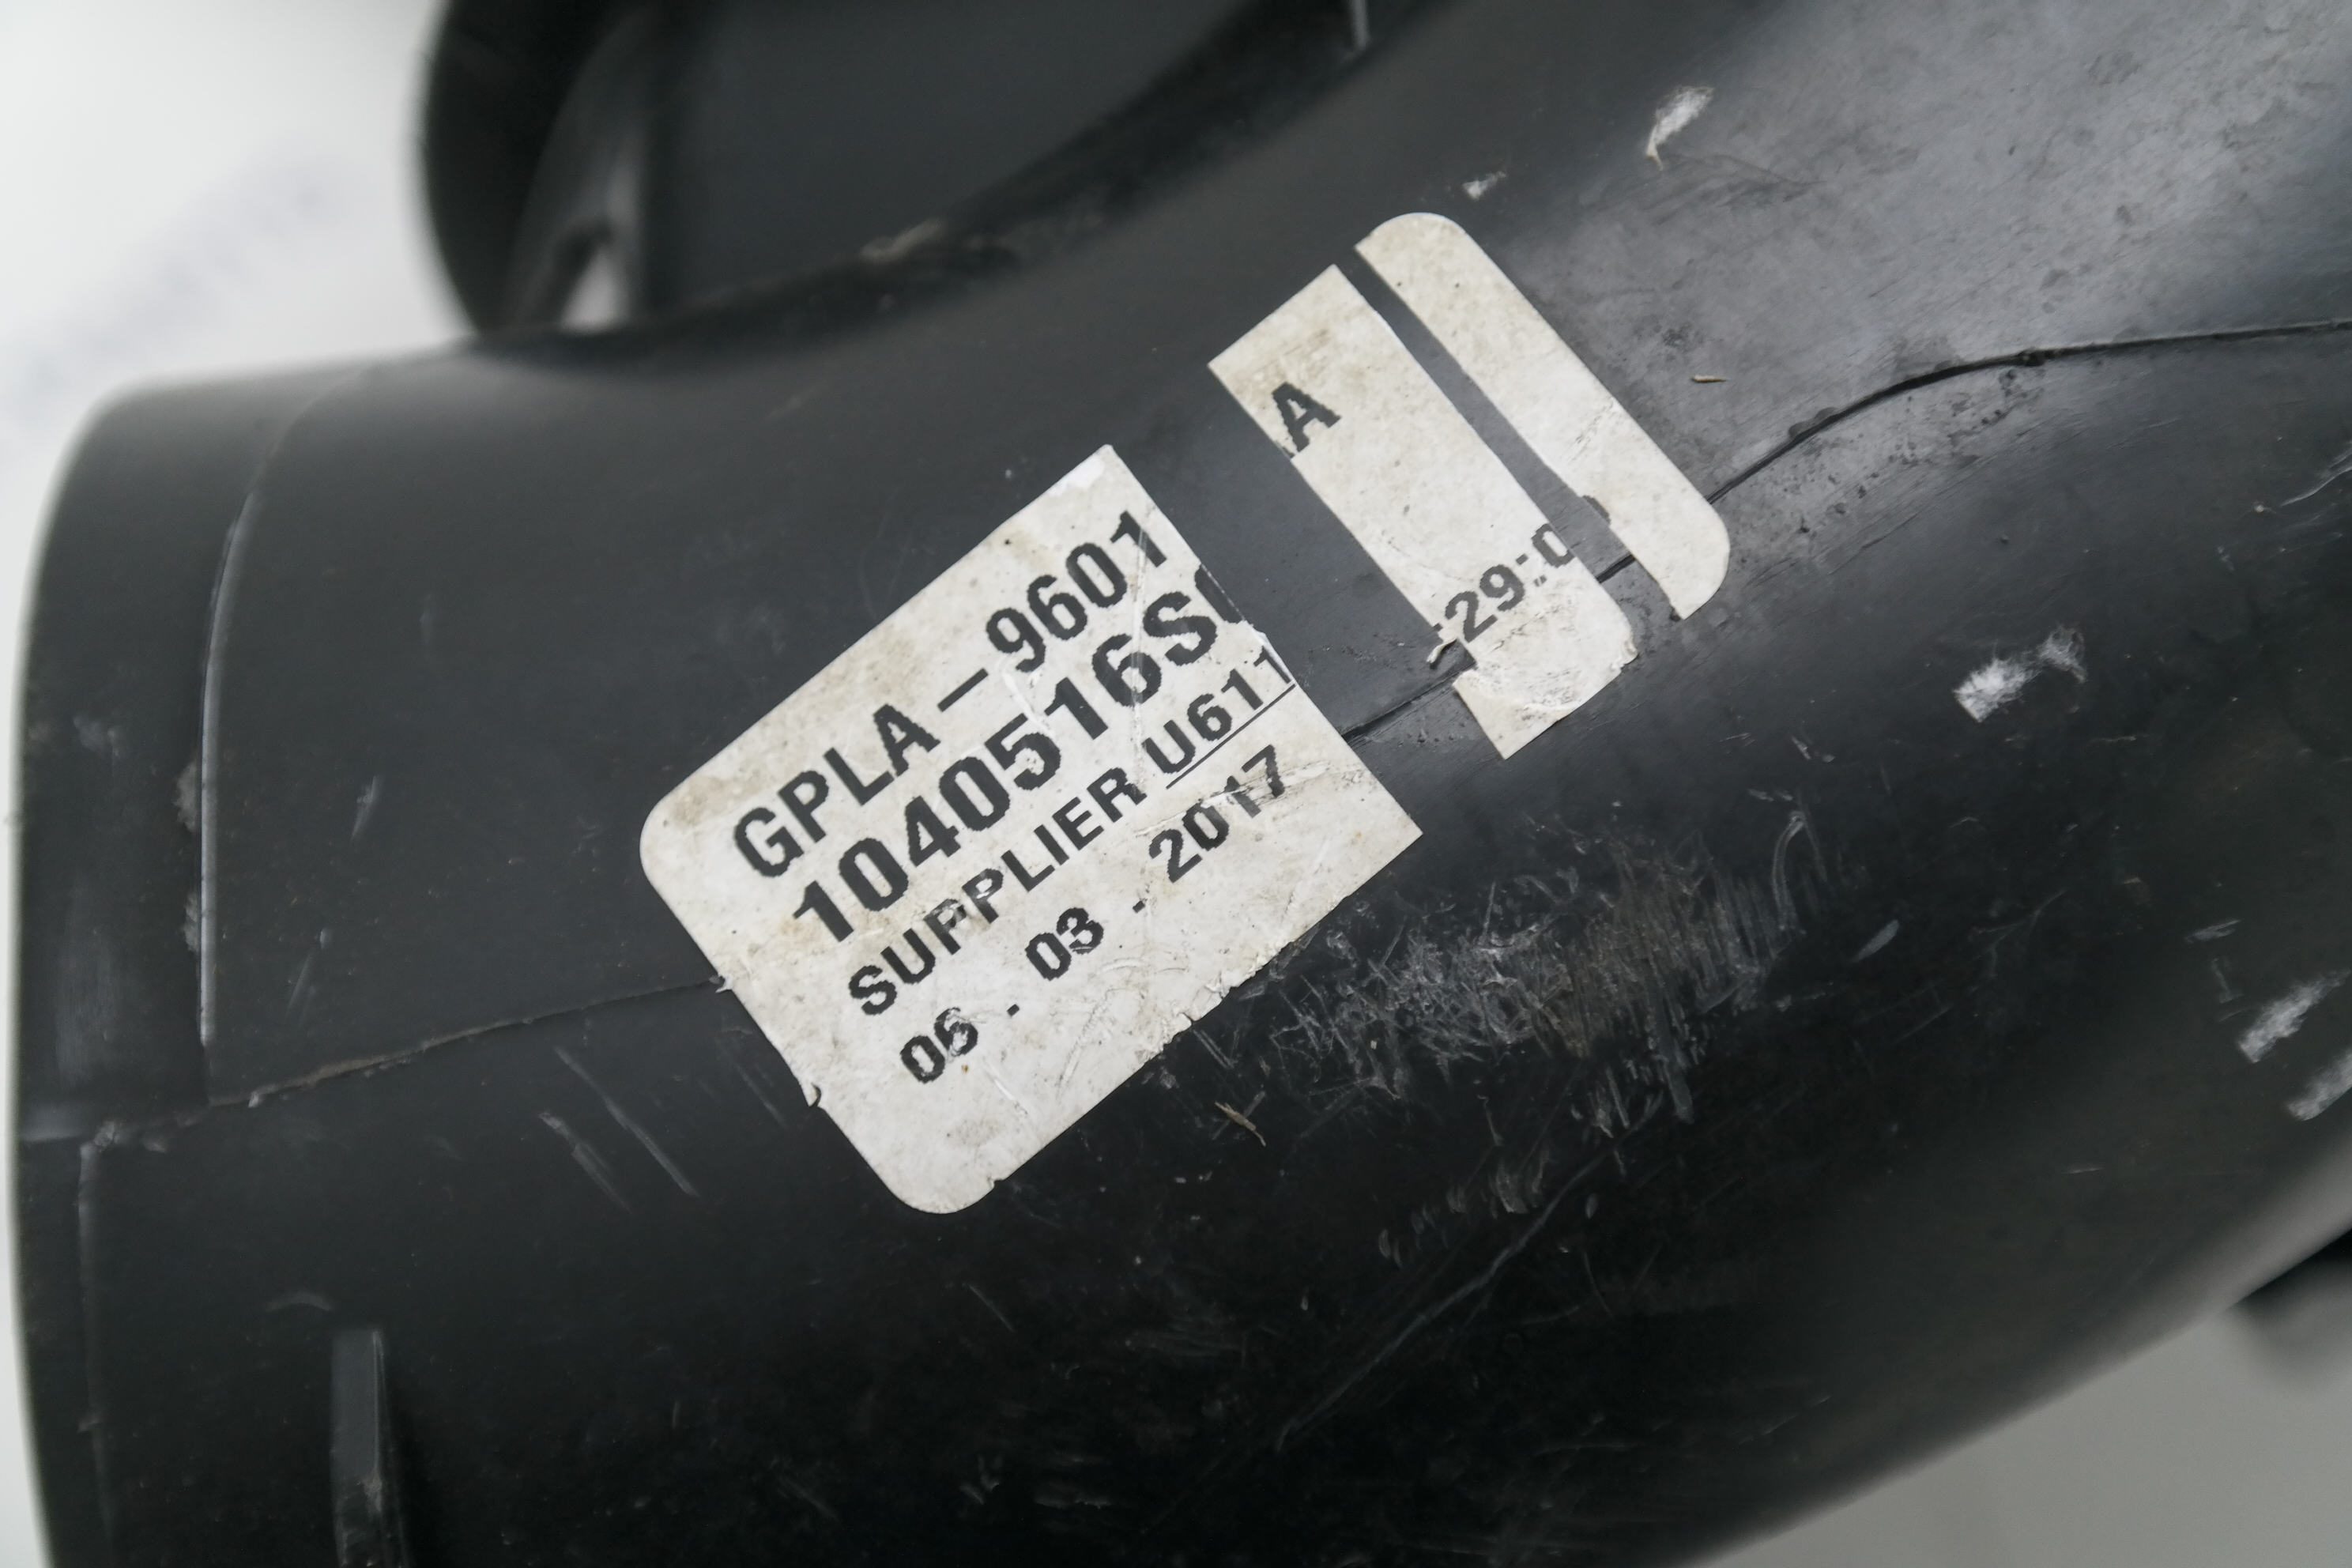 GPLA-9601 A
1040516S
SUPPLIER U611
06 . 03 . 2017 :29:0